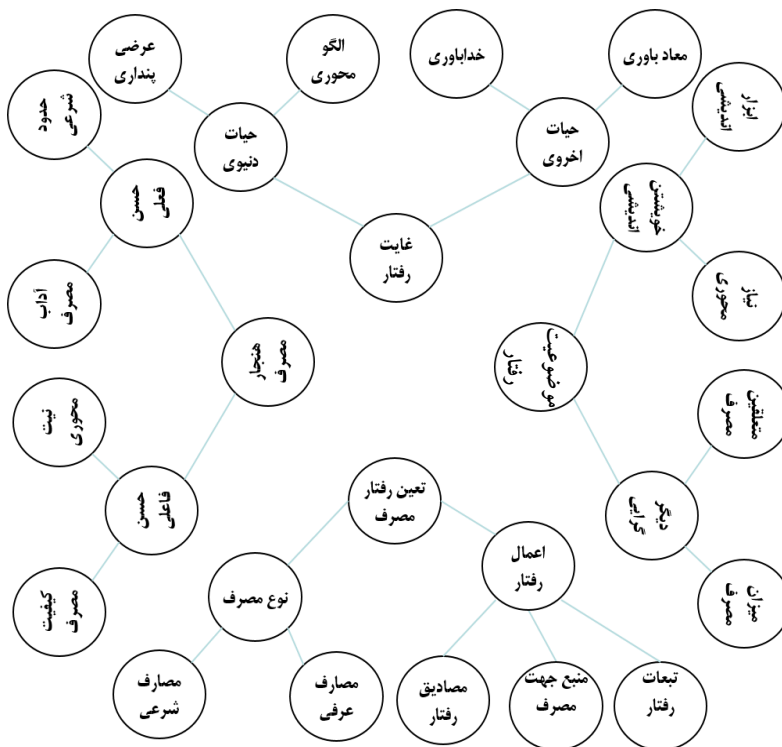 معاد باوری
خداباوری
حیات
اخروی
الگو
محوری
عرضی
پنداری
حیات
دنیوی
غایت
رفتار
ابزار
اندیشی
خویشتن
اندیشی
نیاز
محوری
موضوعیت
رفتار
متعلقین
مصرف
دیگر
گرایی
میزان
مصرف
حدود
شرعی
حسن
فعلی
آداب
مصرف
هنجار
مصرف
نیت
محوری
حسن
فاعلی
کیفیت
مصرف
تعین رفتار
مصرف
اعمال
رفتار
نوع مصرف
تبعات
رفتار
منبع جهت
مصرف
مصادیق
رفتار
مصارف
عرفی
مصارف
شرعی